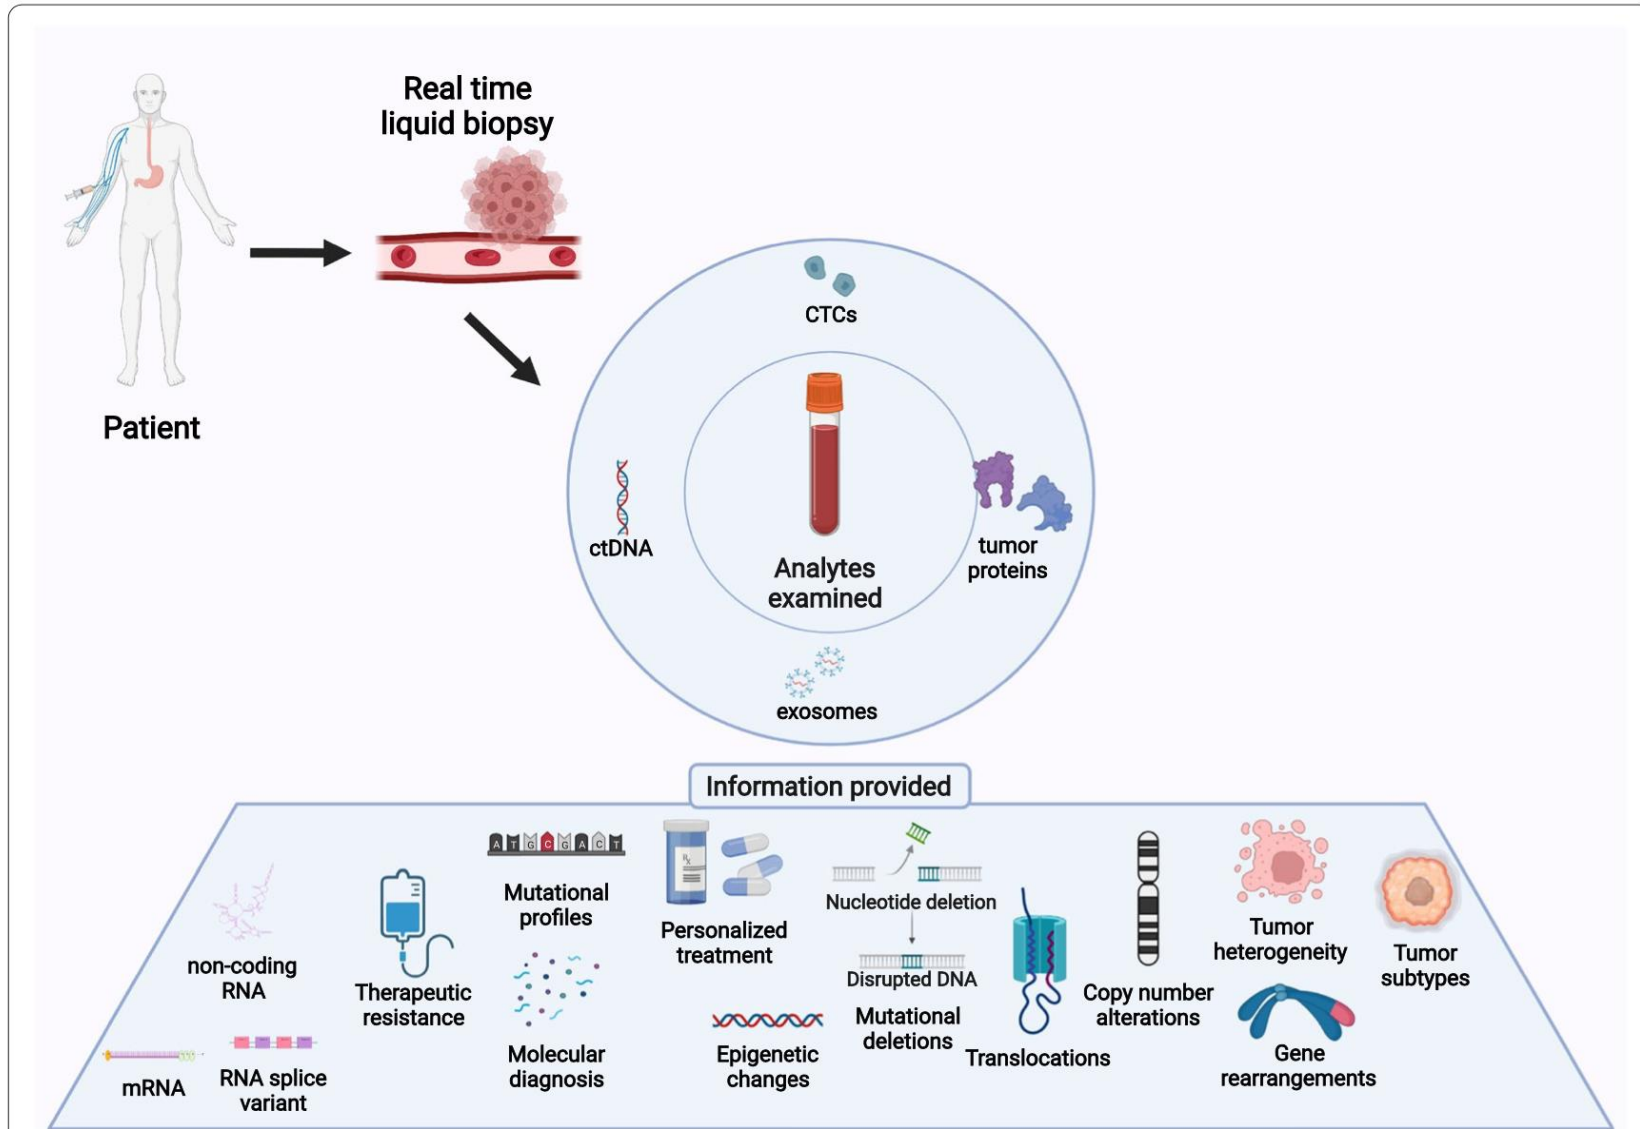 Real time
liquid biopsy
Patient
CTCs
ctDNA
tumor
proteins
Analytes
examined
exosomes
Information provided
A T G C G A C T
Mutational
profiles
Rx
Personalized
treatment
Nucleotide deletion
Disrupted DNA
Mutational
deletions
Tumor
heterogeneity
Tumor
subtypes
non-coding
RNA
Therapeutic
resistance
Copy number
alterations
mRNA
RNA splice
variant
Molecular
diagnosis
Epigenetic
changes
Translocations
Gene
rearrangements